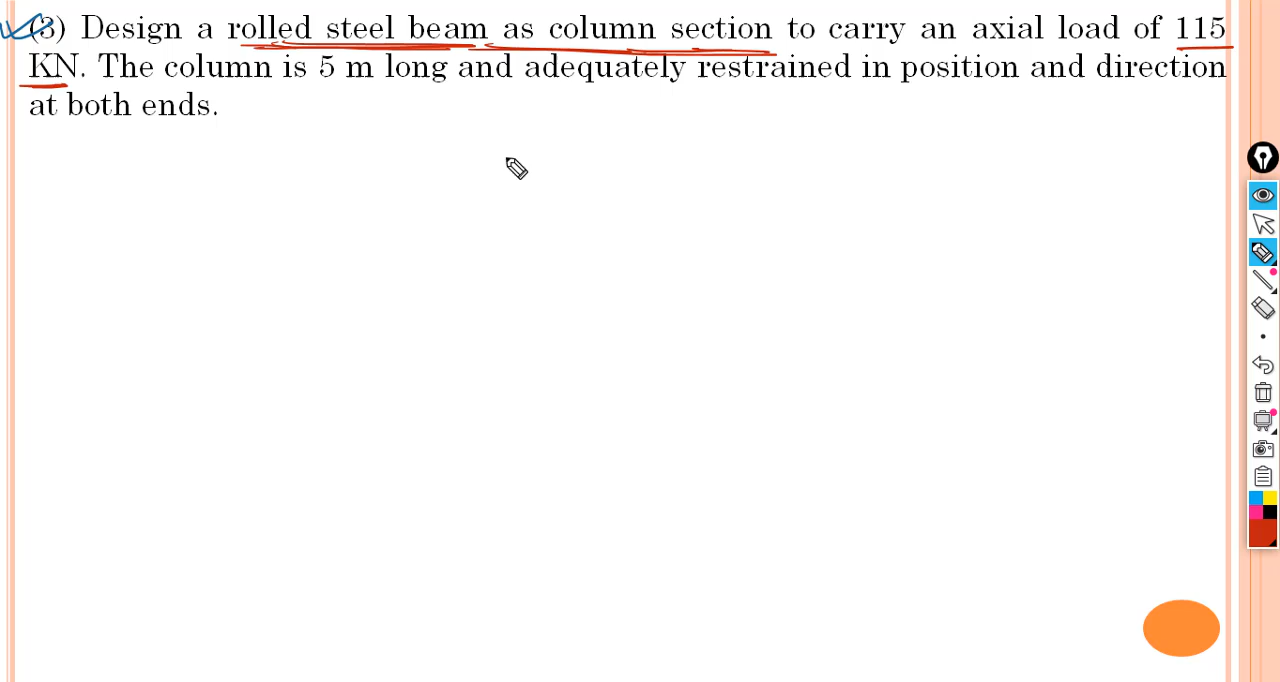 (3) Design a rolled steel beam as column section to carry an axial load of 115
KN. The column is 5 m long and adequately restrained in position and direction
at both ends.